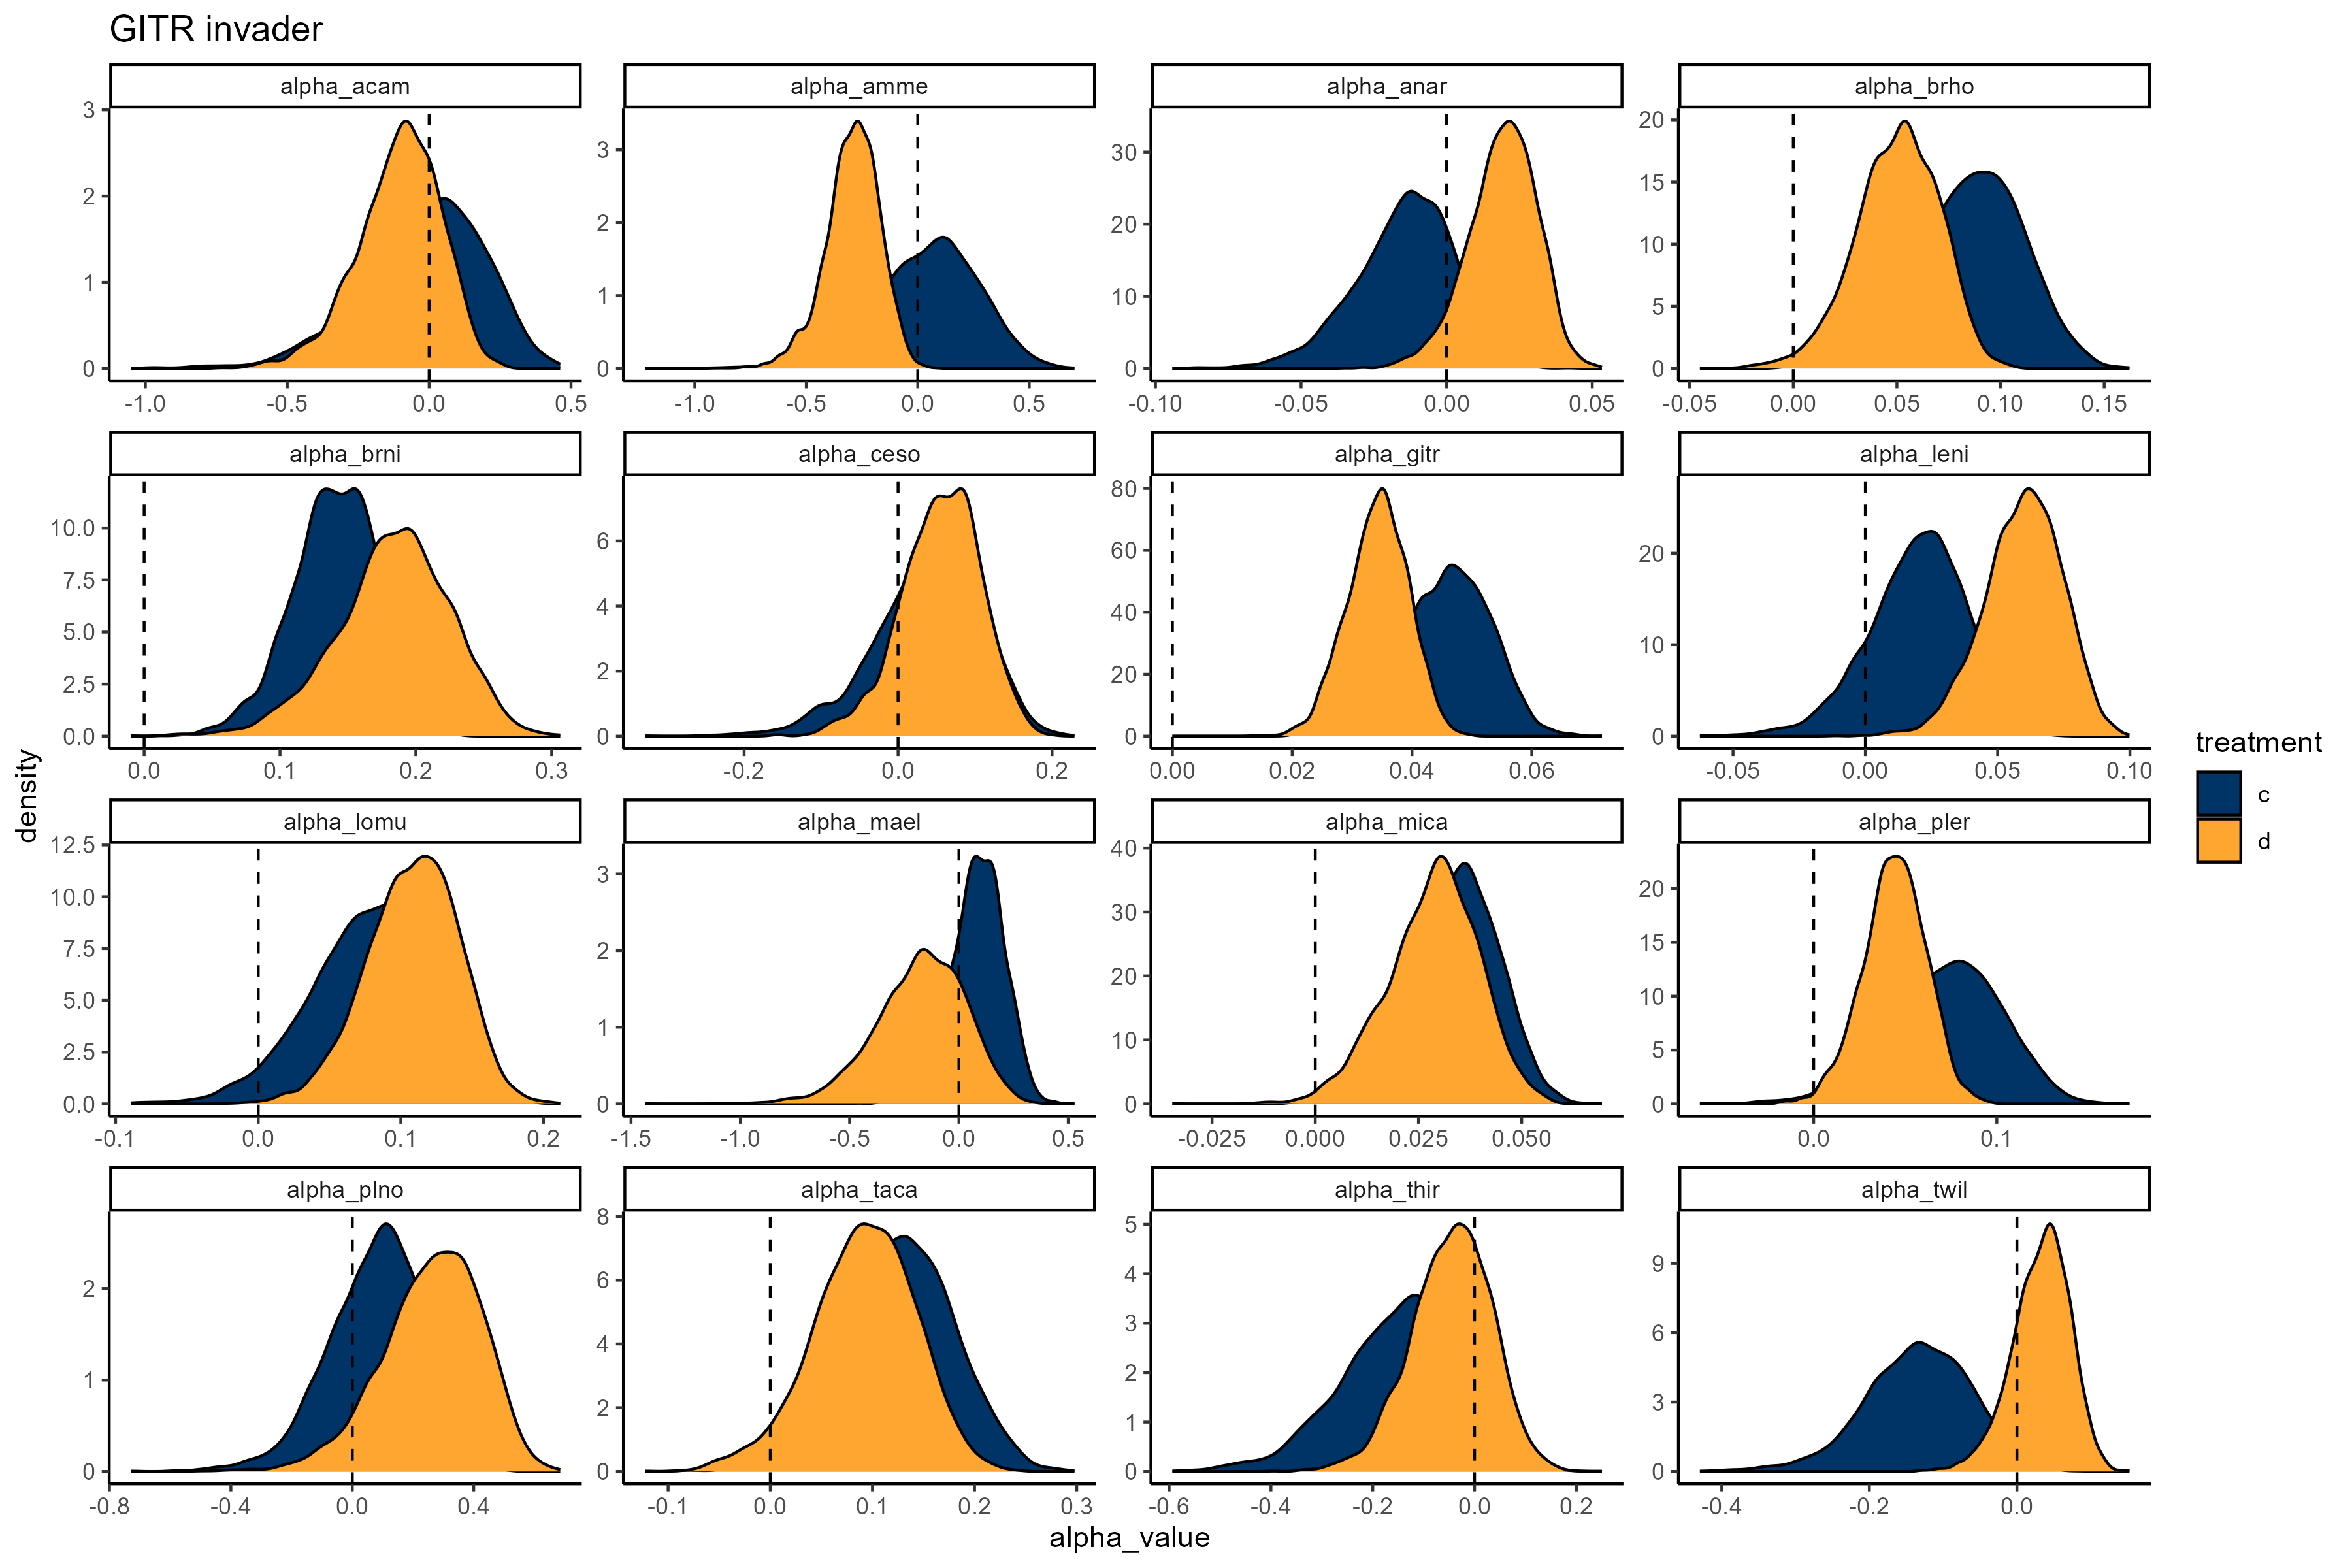 GITR invader
alpha_acam alpha_amme alpha_anar alpha_brho
3 2 1 0
3 2 1 0
30 20 10 0
20 15 10 5 0
-1.0 -0.5 0.0 0.5
-1.0 -0.5 0.0 0.5
-0.10 -0.05 0.00 0.05
-0.05 0.00 0.05 0.10 0.15
alpha_brni alpha_ceso alpha_gitr alpha_leni
10.0 7.5 5.0 2.5 0.0
6 4 2 0
80 60 40 20 0
20 10 0
0.0 0.1 0.2 0.3
-0.2 0.0 0.2
0.00 0.02 0.04 0.06
-0.05 0.00 0.05 0.10
density
treatment
c
d
alpha_lomu alpha_mael alpha_mica alpha_pler
12.5 10.0 7.5 5.0 2.5 0.0
3 2 1 0
40 30 20 10 0
20 15 10 5 0
-0.1 0.0 0.1 0.2
-1.5 -1.0 -0.5 0.0 0.5
-0.025 0.000 0.025 0.050
0.0 0.1
alpha_plno alpha_taca alpha_thir alpha_twil
2 1 0
8 6 4 2 0
5 4 3 2 1 0
9 6 3 0
-0.8 -0.4 0.0 0.4
-0.1 0.0 0.1 0.2 0.3
-0.6 -0.4 -0.2 0.0 0.2
-0.4 -0.2 0.0
alpha_value